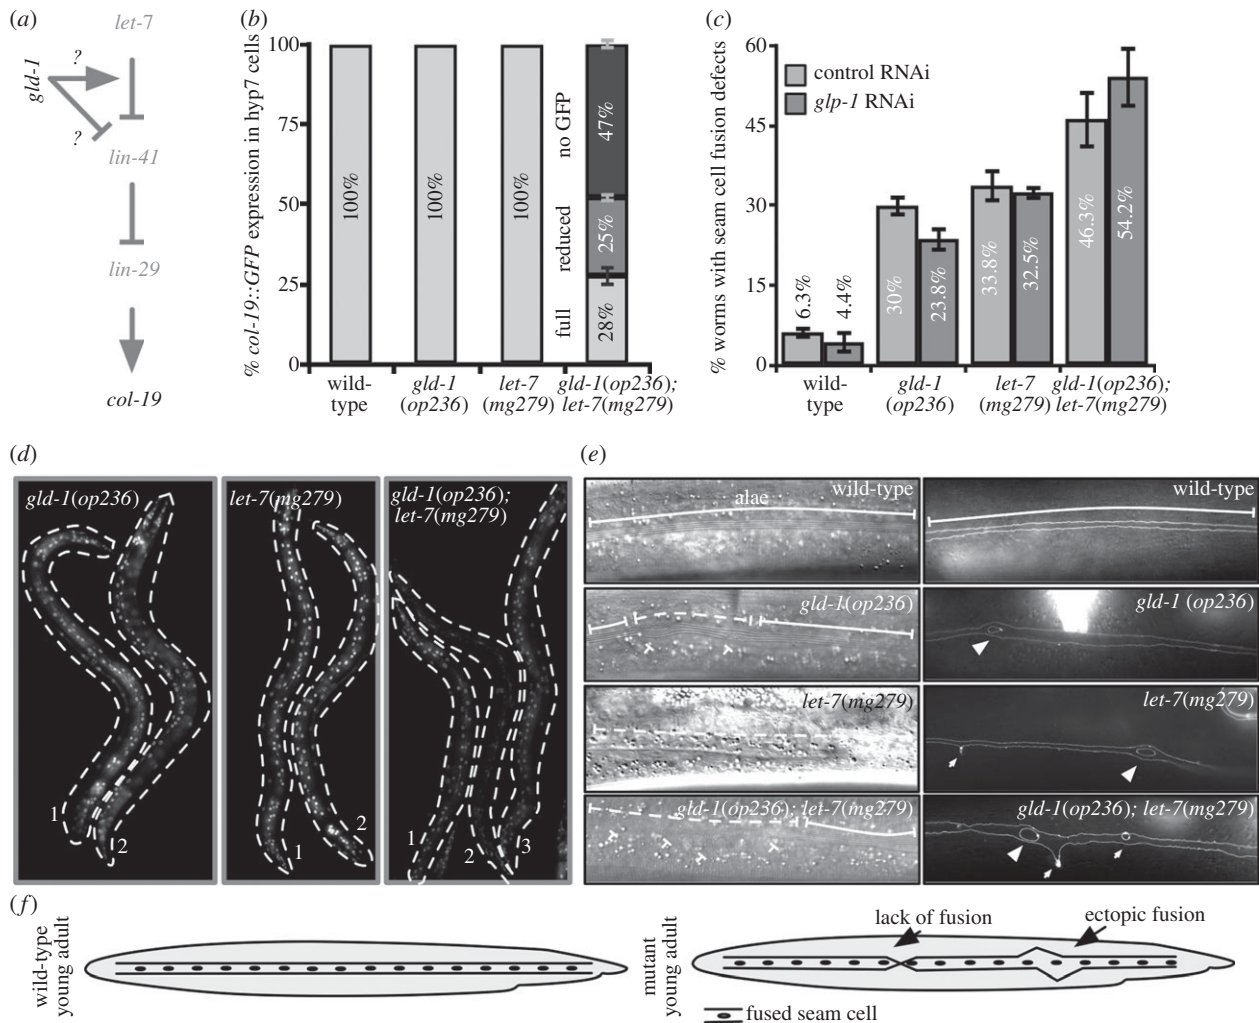 (a)
let-7
?
gld-1
?
lin-41
lin-29
col-19
(b)
% col-19::GFP expression in hyp7 cells
100
75
50
25
0
100%
100%
100%
no GFP
reduced
full
47%
25%
28%
wild-
type
gld-1
(op236)
let-7
(mg279)
gld-1(op236);
let-7(mg279)
(c)
% worms with seam cell fusion defects
60
45
30
15
0
control RNAi
glp-1 RNAi
6.3%
4.4%
30%
23.8%
33.8%
32.5%
46.3%
54.2%
wild-
type
gld-1
(op236)
let-7
(mg279)
gld-1(op236);
let-7(mg279)
(d)
gld-1(op236)
1
2
let-7(mg279)
1
2
gld-1(op236);
let-7(mg279)
1
2
3
(e)
alae
wild-type
wild-type
gld-1(op236)
gld-1 (op236)
let-7(mg279)
let-7(mg279)
gld-1(op236); let-7(mg279)
gld-1(op236); let-7(mg279)
(f)
wild-type
young adult
mutant
young adult
lack of fusion
ectopic fusion
fused seam cell